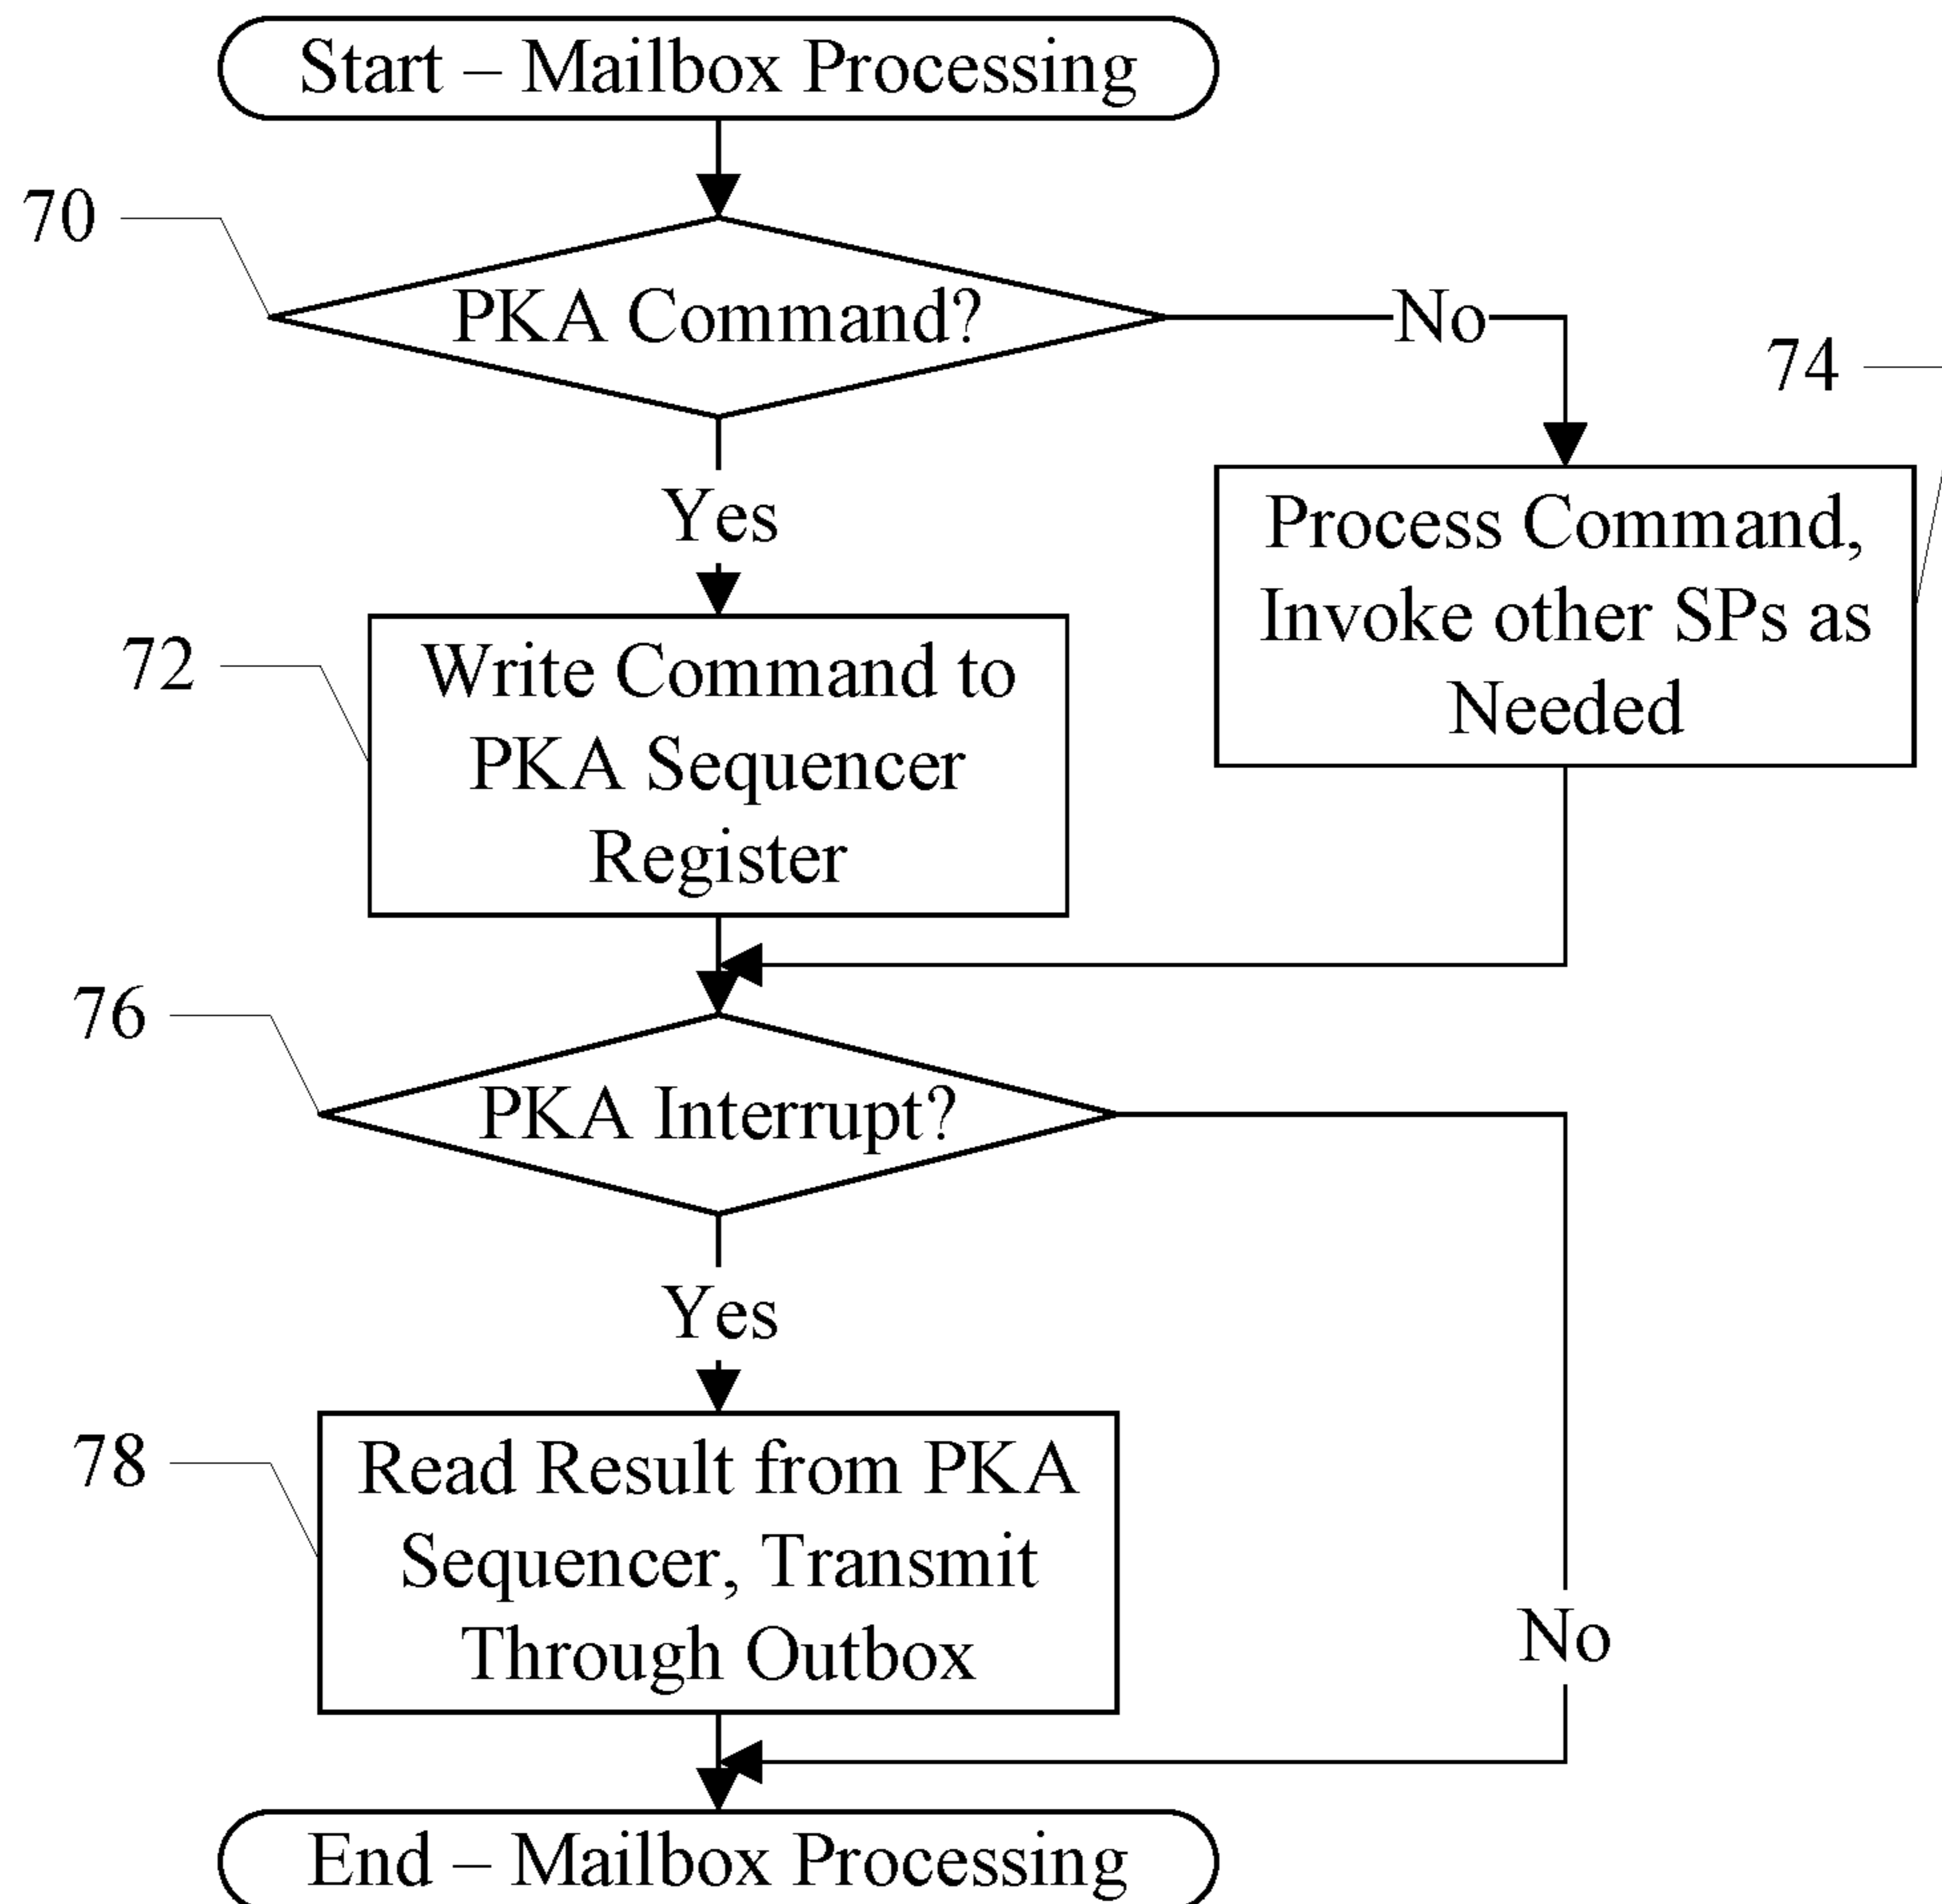 Start – Mailbox Processing
70
PKA Command?
No
74
Yes
Process Command,
Invoke other SPs as
Needed
72
Write Command to
PKA Sequencer
Register
76
PKA Interrupt?
Yes
No
78
Read Result from PKA
Sequencer, Transmit
Through Outbox
End – Mailbox Processing